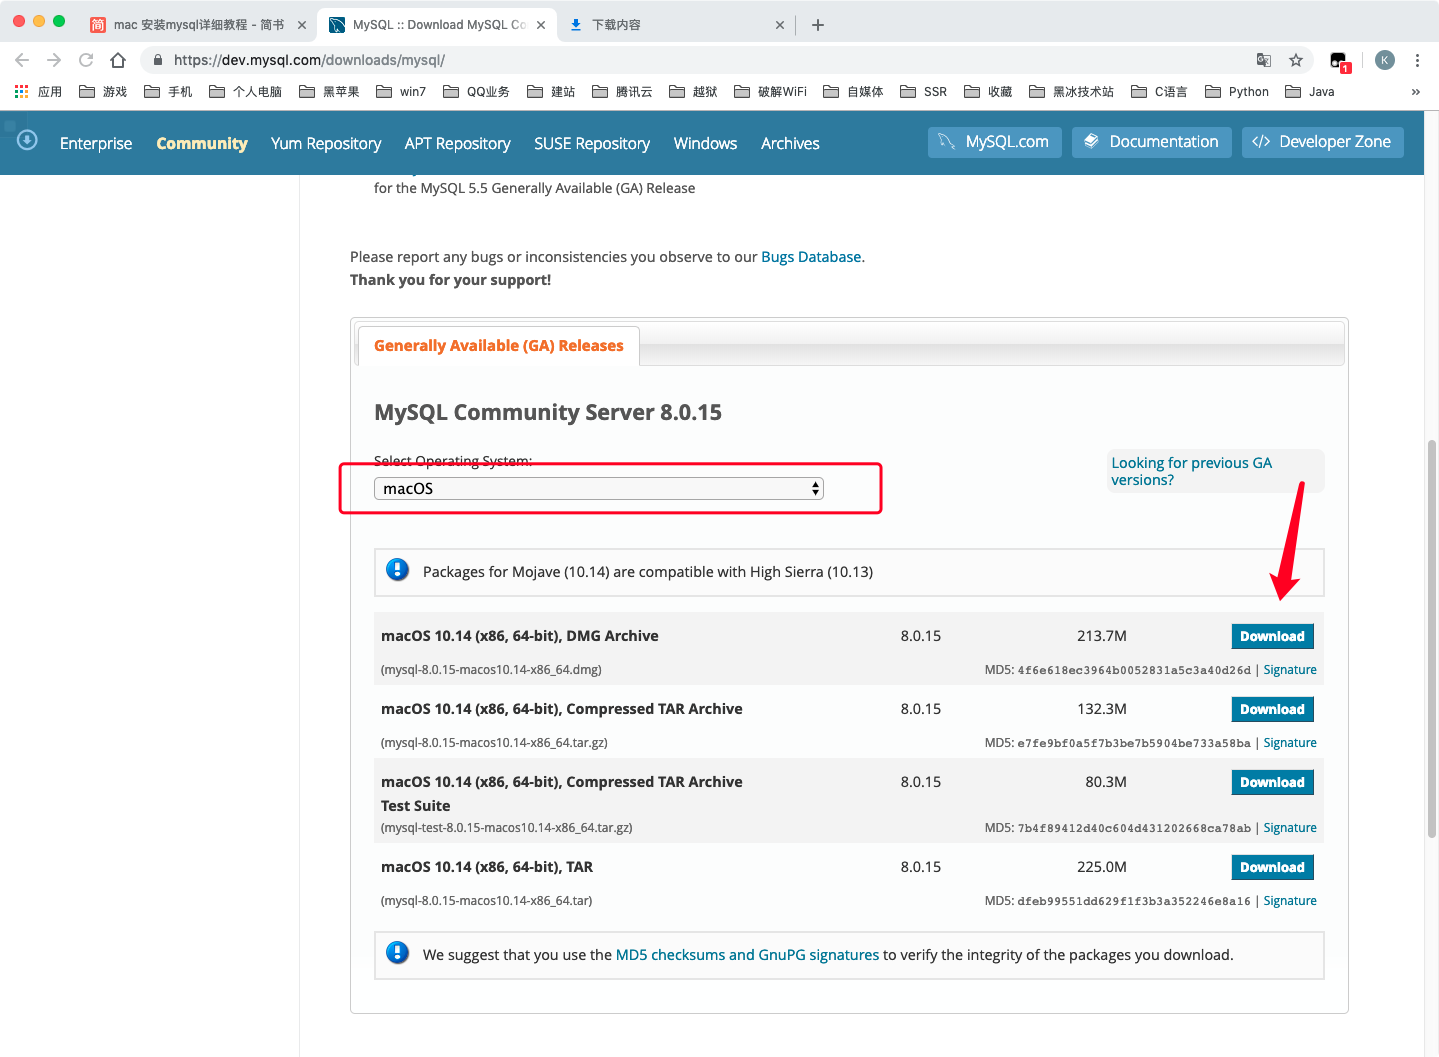 mac 安装mysql详细教程 - 简书
MySQL :: Download MySQL Co
下载内容
https://dev.mysql.com/downloads/mysql/
1
K
应用 游戏 手机 个人电脑 黑苹果 win7 QQ业务 建站 腾讯云 越狱 破解WiFi 自媒体 SSR 收藏 黑冰技术站 C语言 Python Java »
Enterprise Community Yum Repository APT Repository SUSE Repository Windows Archives MySQL.com Documentation Developer Zone
for the MySQL 5.5 Generally Available (GA) Release
Please report any bugs or inconsistencies you observe to our Bugs Database.
Thank you for your support!
Generally Available (GA) Releases
MySQL Community Server 8.0.15
Select Operating System:
macOS
Looking for previous GA
versions?
Packages for Mojave (10.14) are compatible with High Sierra (10.13)
macOS 10.14 (x86, 64-bit), DMG Archive 8.0.15 213.7M Download
(mysql-8.0.15-macos10.14-x86_64.dmg) MD5: 4f6e618ec3964b0052831a5c3a40d26d | Signature
macOS 10.14 (x86, 64-bit), Compressed TAR Archive 8.0.15 132.3M Download
(mysql-8.0.15-macos10.14-x86_64.tar.gz) MD5: e7fe9bf0a5f7b3be7b5904be733a58ba | Signature
macOS 10.14 (x86, 64-bit), Compressed TAR Archive 8.0.15 80.3M Download
Test Suite
(mysql-test-8.0.15-macos10.14-x86_64.tar.gz) MD5: 7b4f89412d40c604d431202668ca78ab | Signature
macOS 10.14 (x86, 64-bit), TAR 8.0.15 225.0M Download
(mysql-8.0.15-macos10.14-x86_64.tar) MD5: dfeb99551dd629f1f3b3a352246e8a16 | Signature
We suggest that you use the MD5 checksums and GnuPG signatures to verify the integrity of the packages you download.